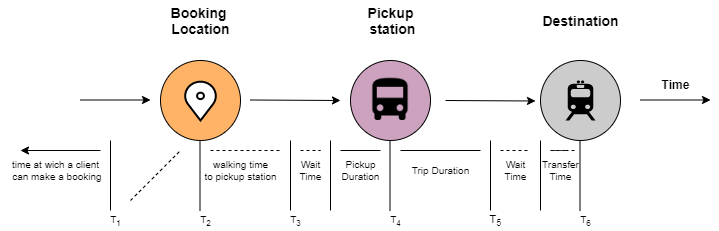 Booking
Location
Pickup
station
Destination
Time
time at wich a client
can make a booking
walking time
to pickup station
Wait
Time
Pickup
Duration
Trip Duration
Wait
Time
Transfer
Time
T1
T2
T3
T4
T5
T6